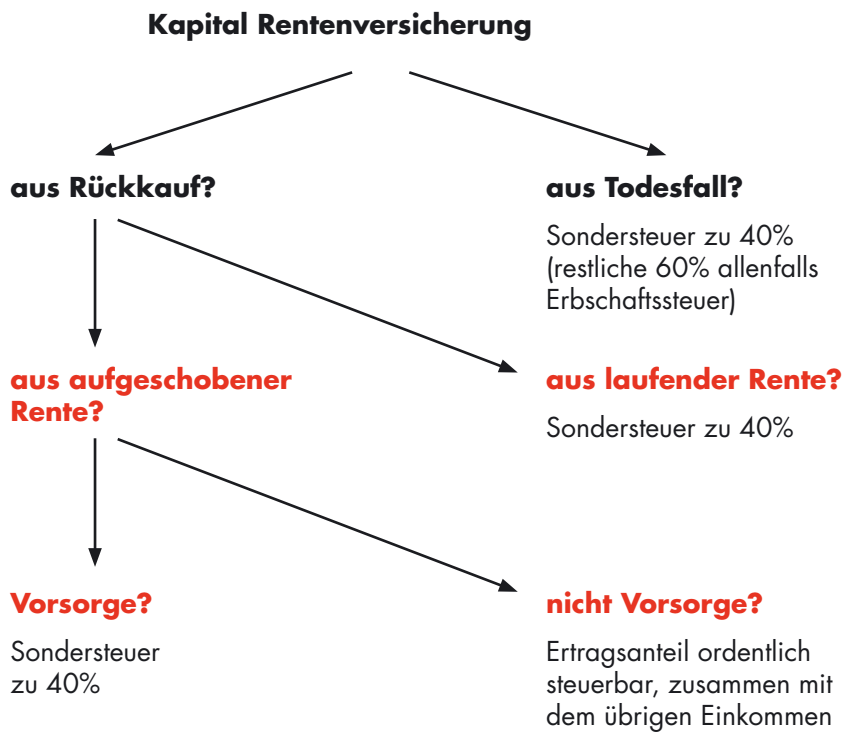 Kapital Rentenversicherung
aus Rückkauf?
aus Todesfall?
Sondersteuer zu 40%
(restliche 60% allenfalls
Erbschaftssteuer)
aus aufgeschobener
Rente?
aus laufender Rente?
Sondersteuer zu 40%
Vorsorge?
Sondersteuer
zu 40%
nicht Vorsorge?
Ertragsanteil ordentlich
steuerbar, zusammen mit
dem übrigen Einkommen